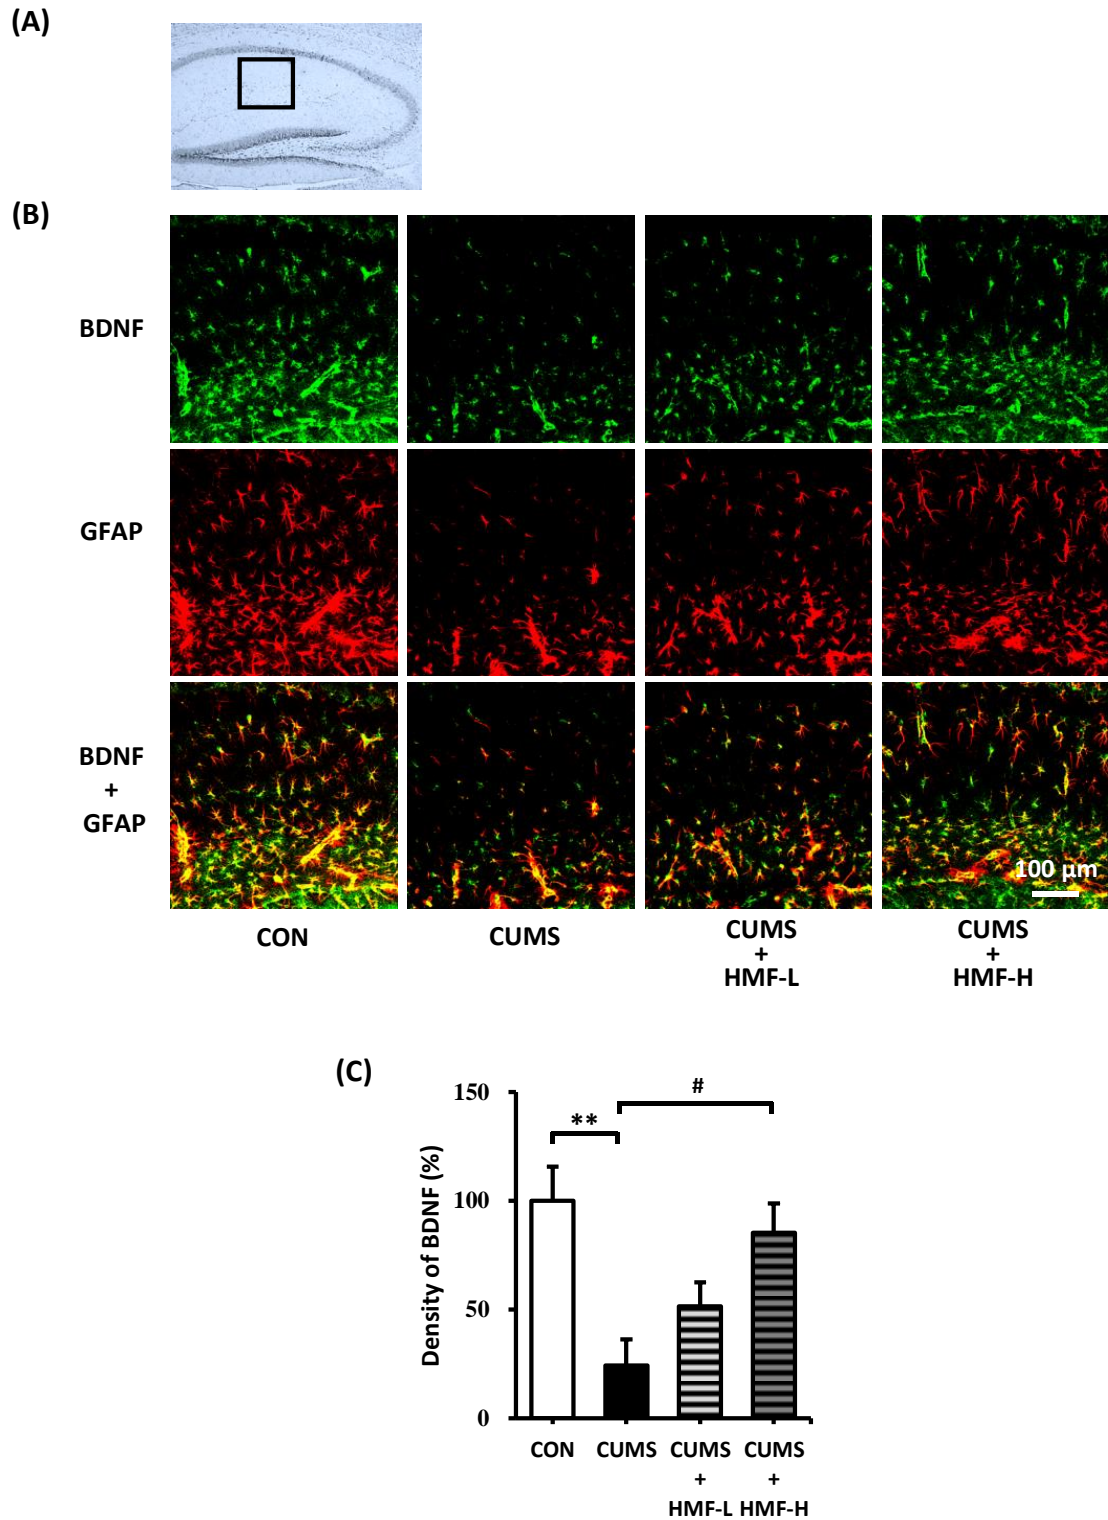 (A)
(B)
BDNF
GFAP
BDNF
+
GFAP
100 µm
CON
CUMS
CUMS
+
HMF-L
CUMS
+
HMF-H
(C)
Density of BDNF (%)
150
100
50
0
**
#
CON
CUMS
CUMS
+
HMF-L
CUMS
+
HMF-H